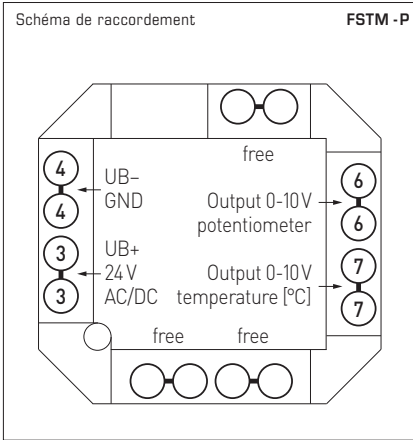 Schéma de raccordement
FSTM - P
free
4
4
UB–
GND
3
3
UB+
24 V
AC/DC
Output 0-10 V
potentiometer
6
6
Output 0-10 V
temperature [°C]
7
7
free
free